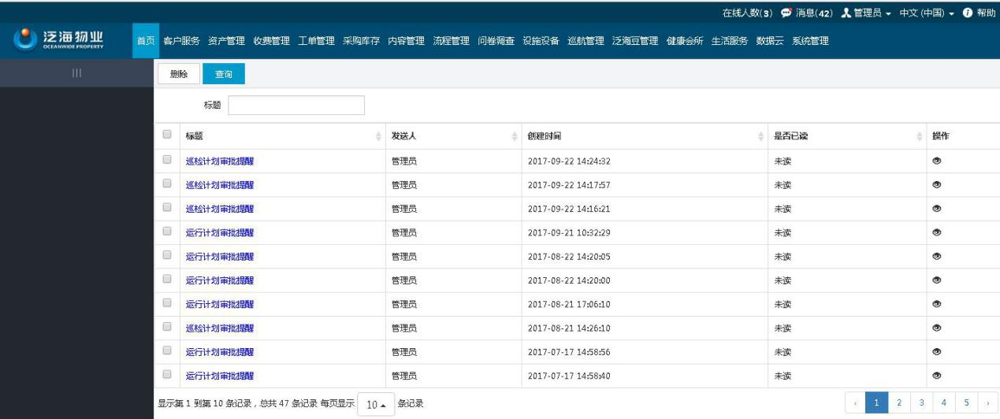 在线人数(3) 消息(42) 管理员 中文 (中国) 帮助
泛海物业
OCEANWIDE PROPERTY
首页 客户服务 资产管理 收费管理 工单管理 采购库存 内容管理 流程管理 问卷调查 设施设备 巡航管理 泛海豆管理 健康会所 生活服务 数据云 系统管理
删除 查询
标题
标题 发送人 创建时间 是否已读 操作
巡检计划审批提醒 管理员 2017-09-22 14:24:32 未读
巡检计划审批提醒 管理员 2017-09-22 14:17:57 未读
巡检计划审批提醒 管理员 2017-09-22 14:16:21 未读
运行计划审批提醒 管理员 2017-09-21 10:32:29 未读
运行计划审批提醒 管理员 2017-08-22 14:20:05 未读
运行计划审批提醒 管理员 2017-08-22 14:20:00 未读
运行计划审批提醒 管理员 2017-08-21 17:06:10 未读
巡检计划审批提醒 管理员 2017-08-21 14:26:10 未读
运行计划审批提醒 管理员 2017-07-17 14:58:56 未读
运行计划审批提醒 管理员 2017-07-17 14:58:40 未读
显示第 1 到第 10 条记录，总共 47 条记录 每页显示 10 条记录 ‹ 1 2 3 4 5 ›